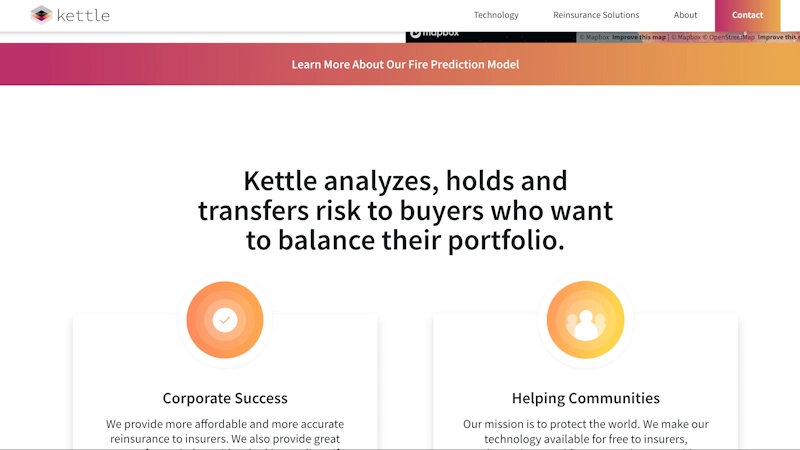 kettle
Technology
Reinsurance Solutions
About
Contact
mapbox
© Mapbox Improve this map | © Mapbox © OpenStreetMap Improve this
Learn More About Our Fire Prediction Model
Kettle analyzes, holds and
transfers risk to buyers who want
to balance their portfolio.
Corporate Success
We provide more affordable and more accurate
reinsurance to insurers. We also provide great
Helping Communities
Our mission is to protect the world. We make our
technology available for free to insurers,